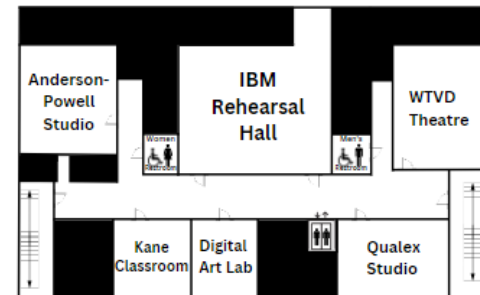 Anderson-
Powell
Studio
IBM
Rehearsal
Hall
WTVD
Theatre
Women
Restroom
Men's
Restroom
Kane
Classroom
Digital
Art Lab
Qualex
Studio